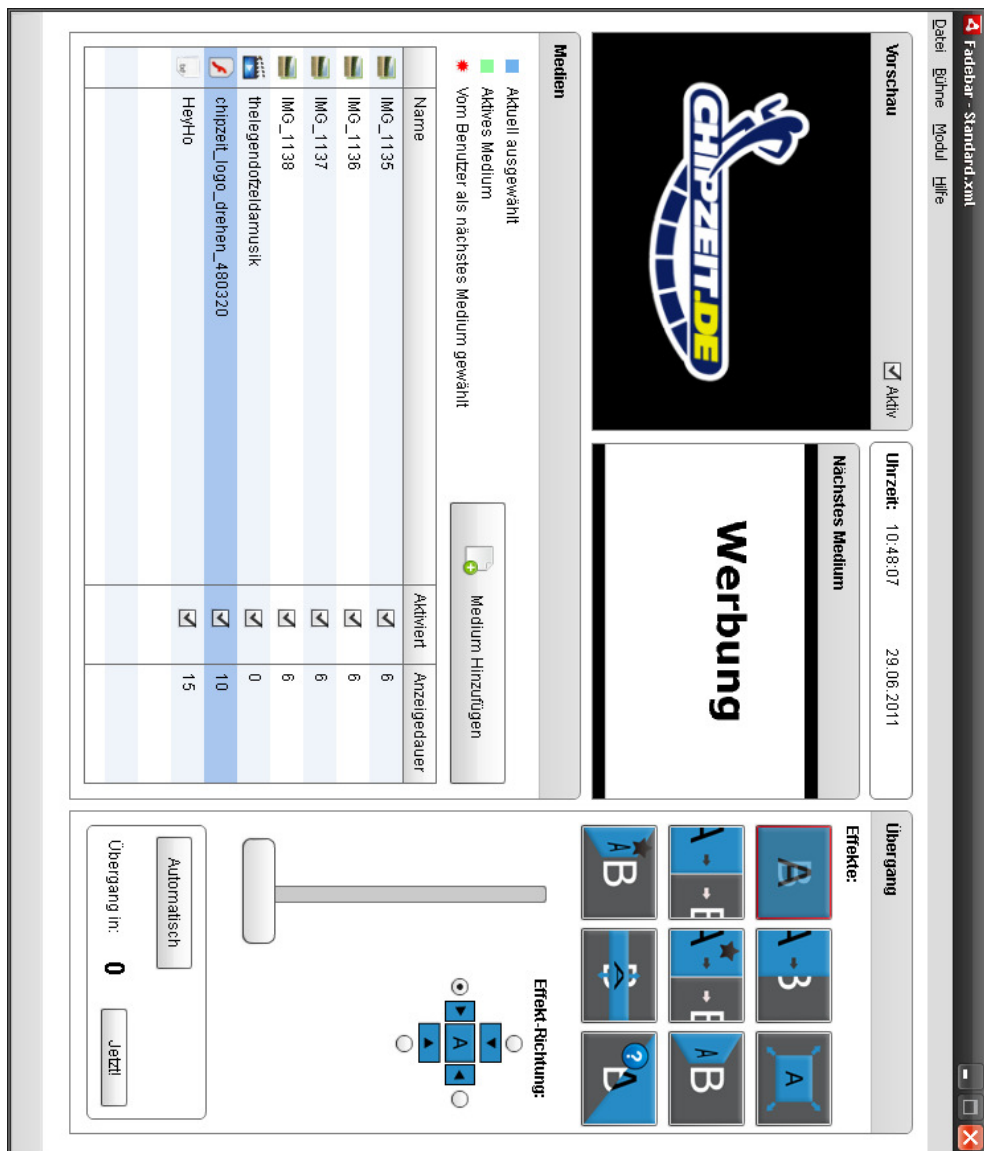 Fadebar - Standard.xml
Datei Bühne Modul Hilfe
Vorschau
Aktiv
CHIPZEIT.DE
Uhrzeit: 10:48:07 29.06.2011
Nächstes Medium
Werbung
Medien
Aktuell ausgewählt
Aktives Medium
Vom Benutzer als nächstes Medium gewählt
Medium Hinzufügen
Name Aktiviert Anzeigedauer
IMG_1135 6
IMG_1136 6
IMG_1137 6
IMG_1138 6
thelegendofzeldamusik 0
chipzeit_logo_drehen_480320 10
HeyHo 15
Übergang
Effekte:
A B
A B
A
A B
A B
A B
A B
A B
? A B
Effekt-Richtung:
A
Automatisch
Übergang in: 0 Jetzt!